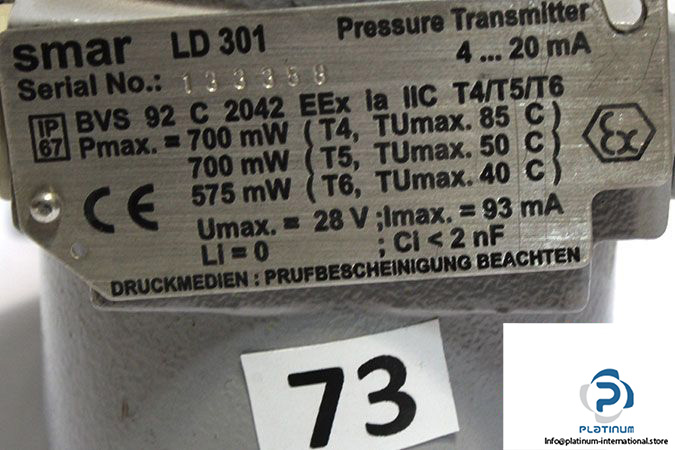 smar LD 301 Pressure Transmitter
4 ... 20 mA
Serial No.: 133359
IP 67
BVS 92 C 2042 EEx ia IIC T4/T5/T6
Pmax. = 700 mW ( T4, TUmax. 85 C )
700 mW ( T5, TUmax. 50 C )
575 mW ( T6, TUmax. 40 C )
Ex
CE
Umax. = 28 V ;Imax. = 93 mA
Li = 0 ; Ci < 2 nF
DRUCKMEDIEN : PRUFBESCHEINIGUNG BEACHTEN
73
PLATINUM
Info@platinum-international.store